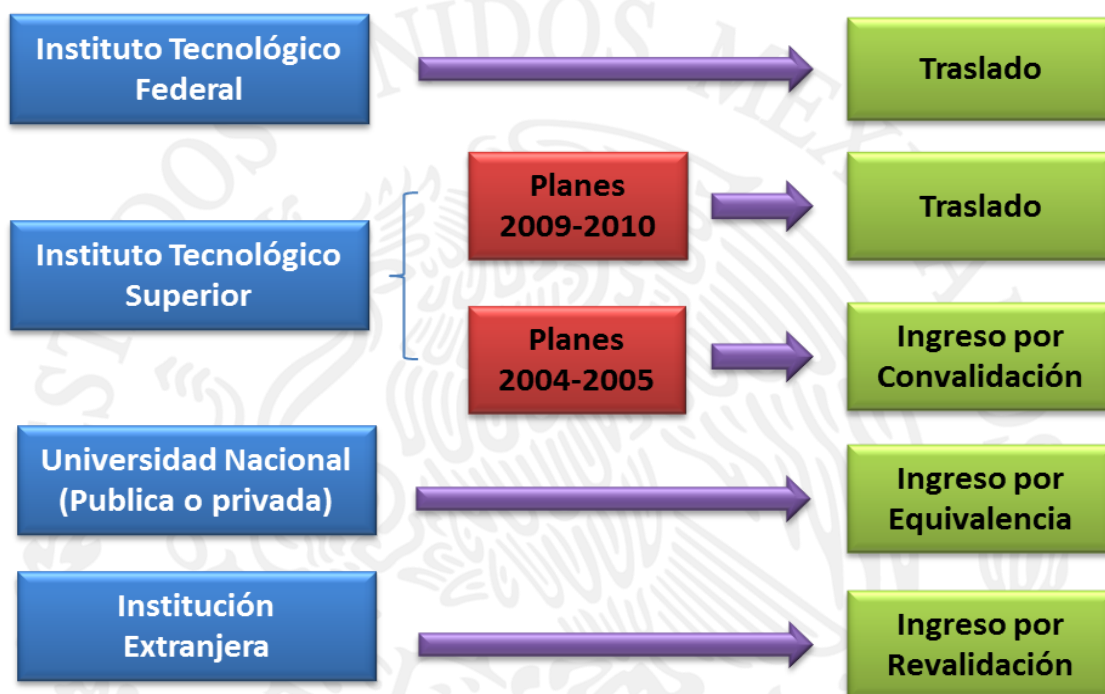 Instituto Tecnológico
Federal
Traslado
Instituto Tecnológico
Superior
Planes
2009-2010
Traslado
Planes
2004-2005
Ingreso por
Convalidación
Universidad Nacional
(Publica o privada)
Ingreso por
Equivalencia
Institución
Extranjera
Ingreso por
Revalidación